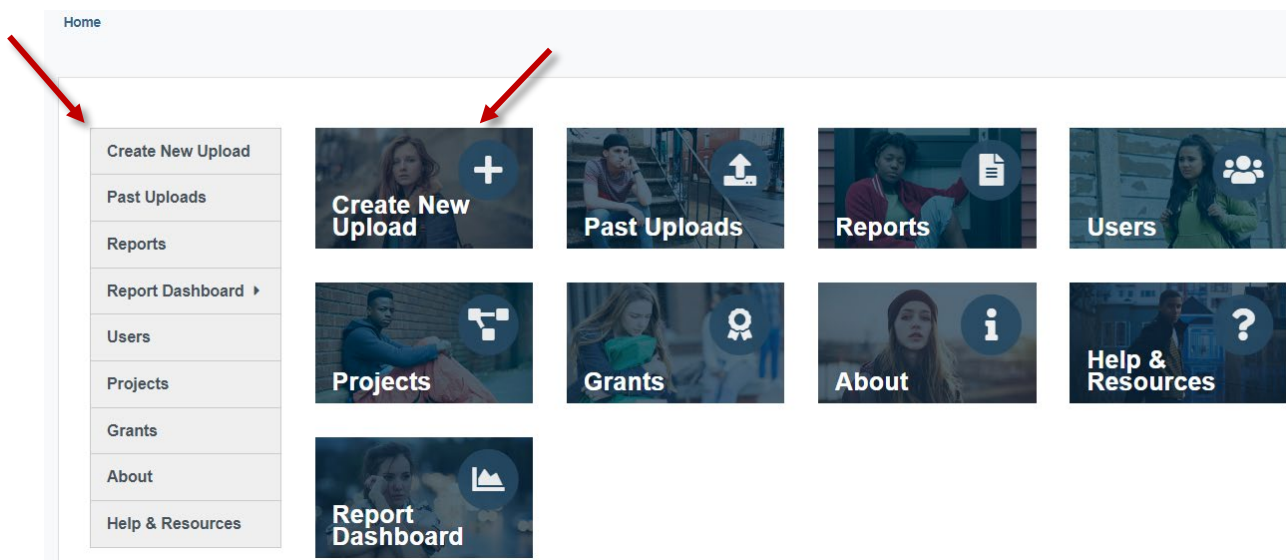 Home
Create New Upload
Past Uploads
Reports
Report Dashboard
Users
Projects
Grants
About
Help & Resources
Create New
Upload
Past Uploads
Reports
Users
Projects
Grants
About
Help &
Resources
Report
Dashboard